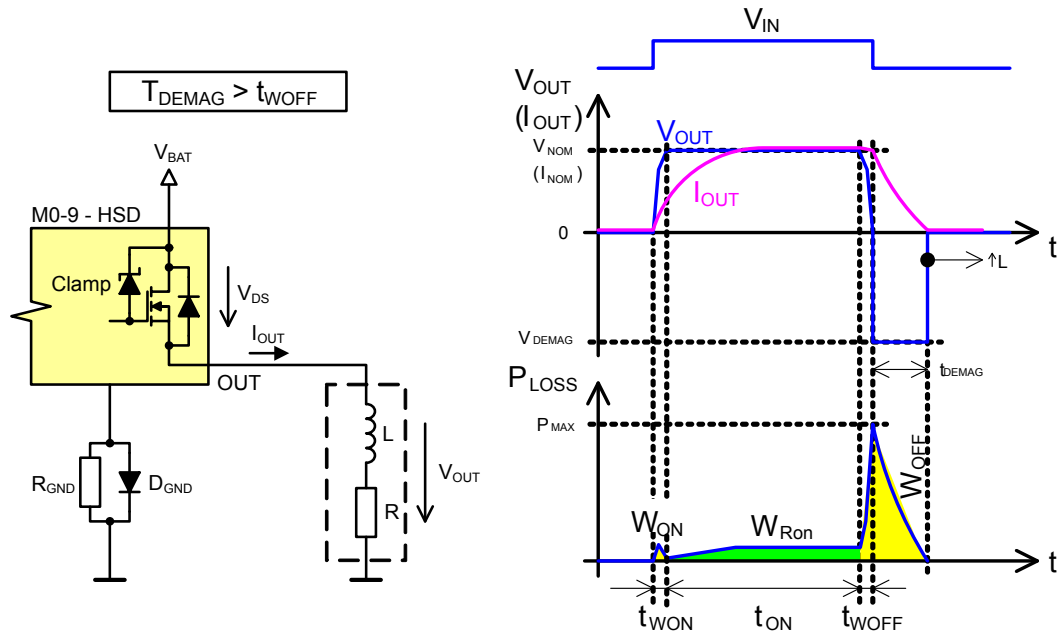 T_DEMAG > t_WOFF
V_BAT
M0-9 - HSD
Clamp
V_DS
I_OUT
OUT
R_GND
D_GND
L
R
V_OUT
V_IN
V_OUT
(I_OUT)
V_NOM
(I_NOM)
V_OUT
I_OUT
0
t
↑L
V_DEMAG
t_DEMAG
P_LOSS
P_MAX
W_ON
W_Ron
W_OFF
t
t_WON
t_ON
t_WOFF